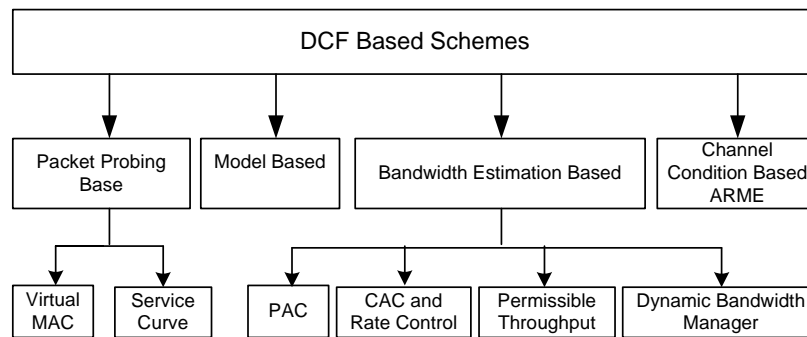 DCF Based Schemes
Packet Probing
Base
Model Based
Bandwidth Estimation Based
Channel
Condition Based
ARME
Virtual
MAC
Service
Curve
PAC
CAC and
Rate Control
Permissible
Throughput
Dynamic Bandwidth
Manager